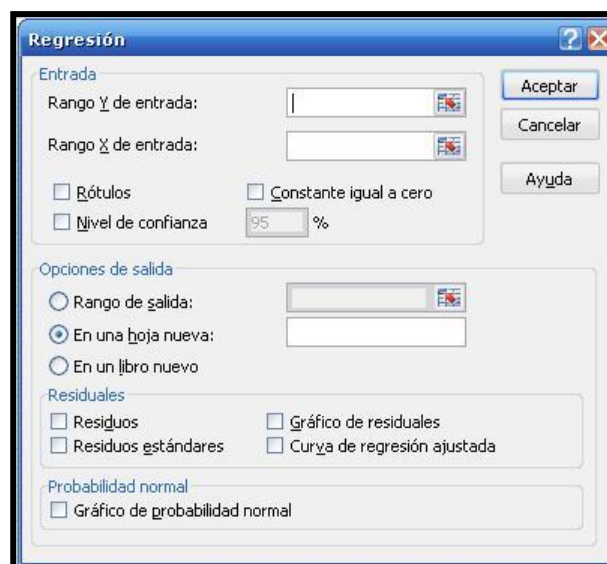 Regresión
Entrada
Rango Y de entrada:
Aceptar
Cancelar
Rango X de entrada:
Ayuda
Rótulos
Constante igual a cero
Nivel de confianza
95 %
Opciones de salida
Rango de salida:
En una hoja nueva:
En un libro nuevo
Residuales
Residuos
Gráfico de residuales
Residuos estándares
Curva de regresión ajustada
Probabilidad normal
Gráfico de probabilidad normal